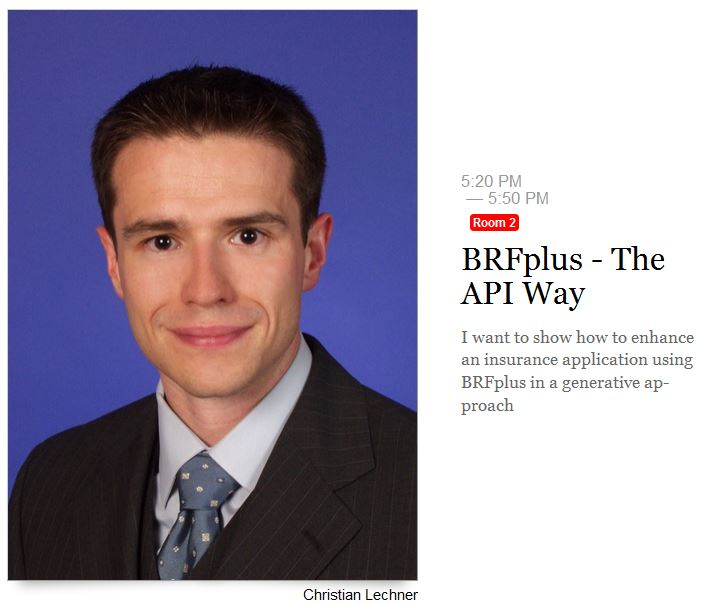 5:20 PM
— 5:50 PM
Room 2
BRFplus - The
API Way
I want to show how to enhance
an insurance application using
BRFplus in a generative ap-
proach
Christian Lechner